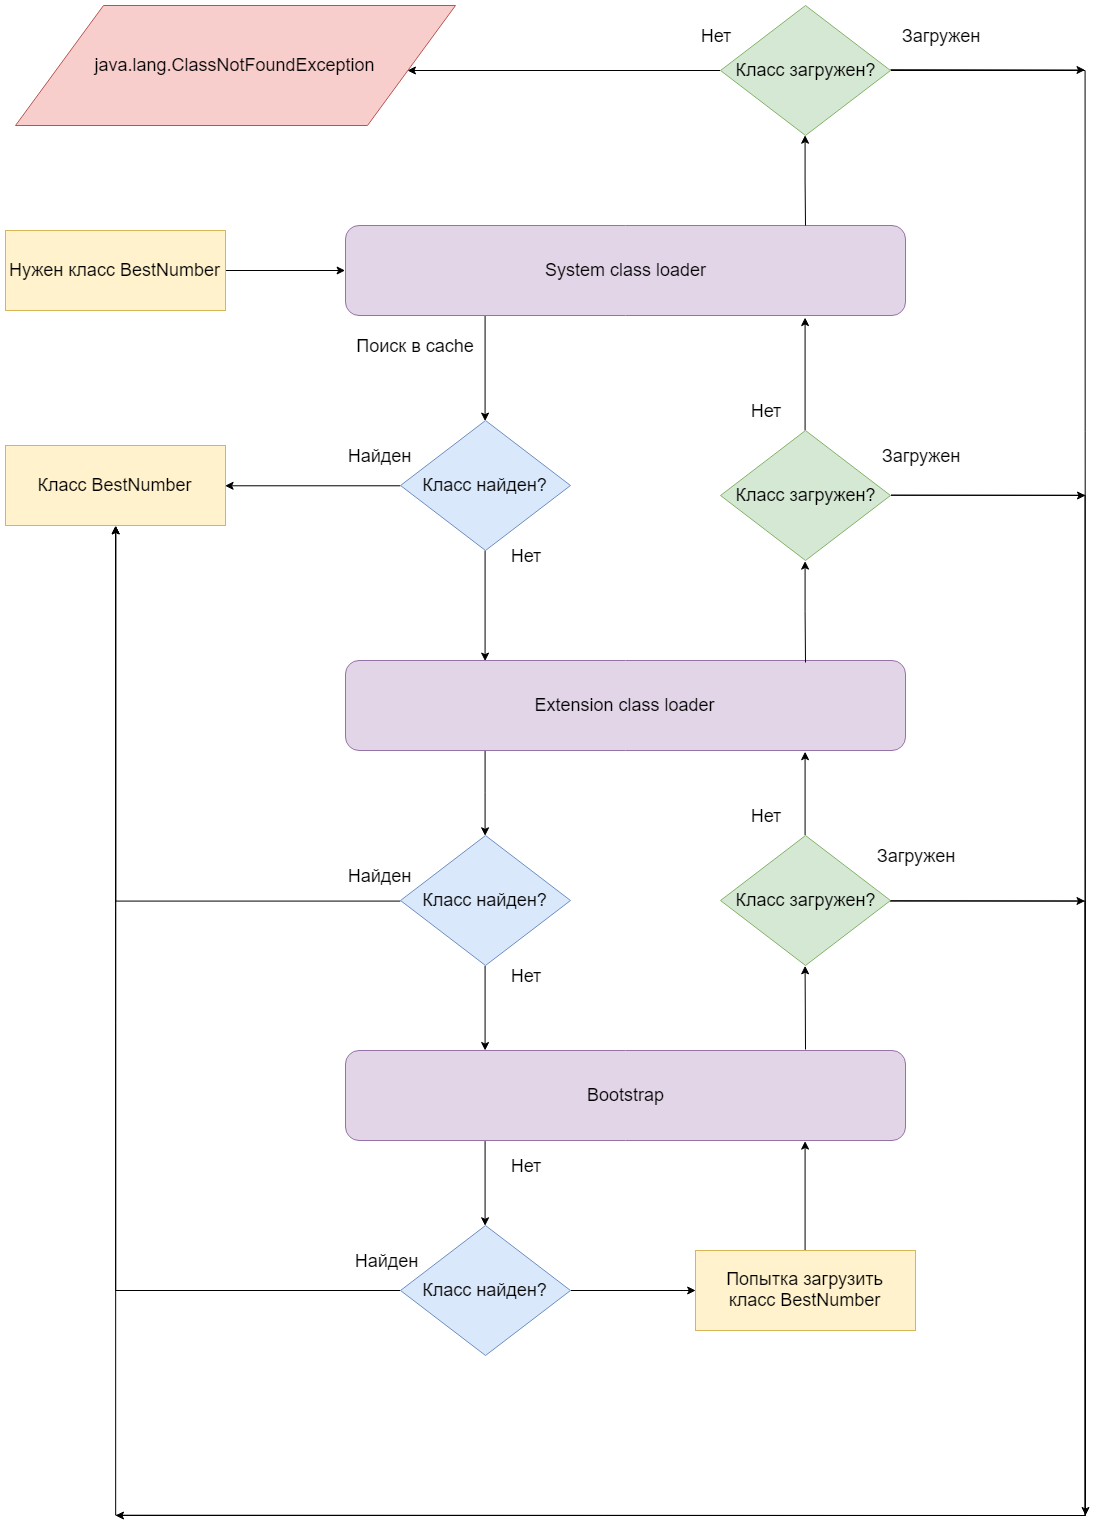 Нет
Загружен
java.lang.ClassNotFoundException
Класс загружен?
Нужен класс BestNumber
System class loader
Поиск в cache
Нет
Найден
Загружен
Класс BestNumber
Класс найден?
Класс загружен?
Нет
Extension class loader
Нет
Загружен
Найден
Класс найден?
Класс загружен?
Нет
Bootstrap
Нет
Найден
Класс найден?
Попытка загрузить
класс BestNumber